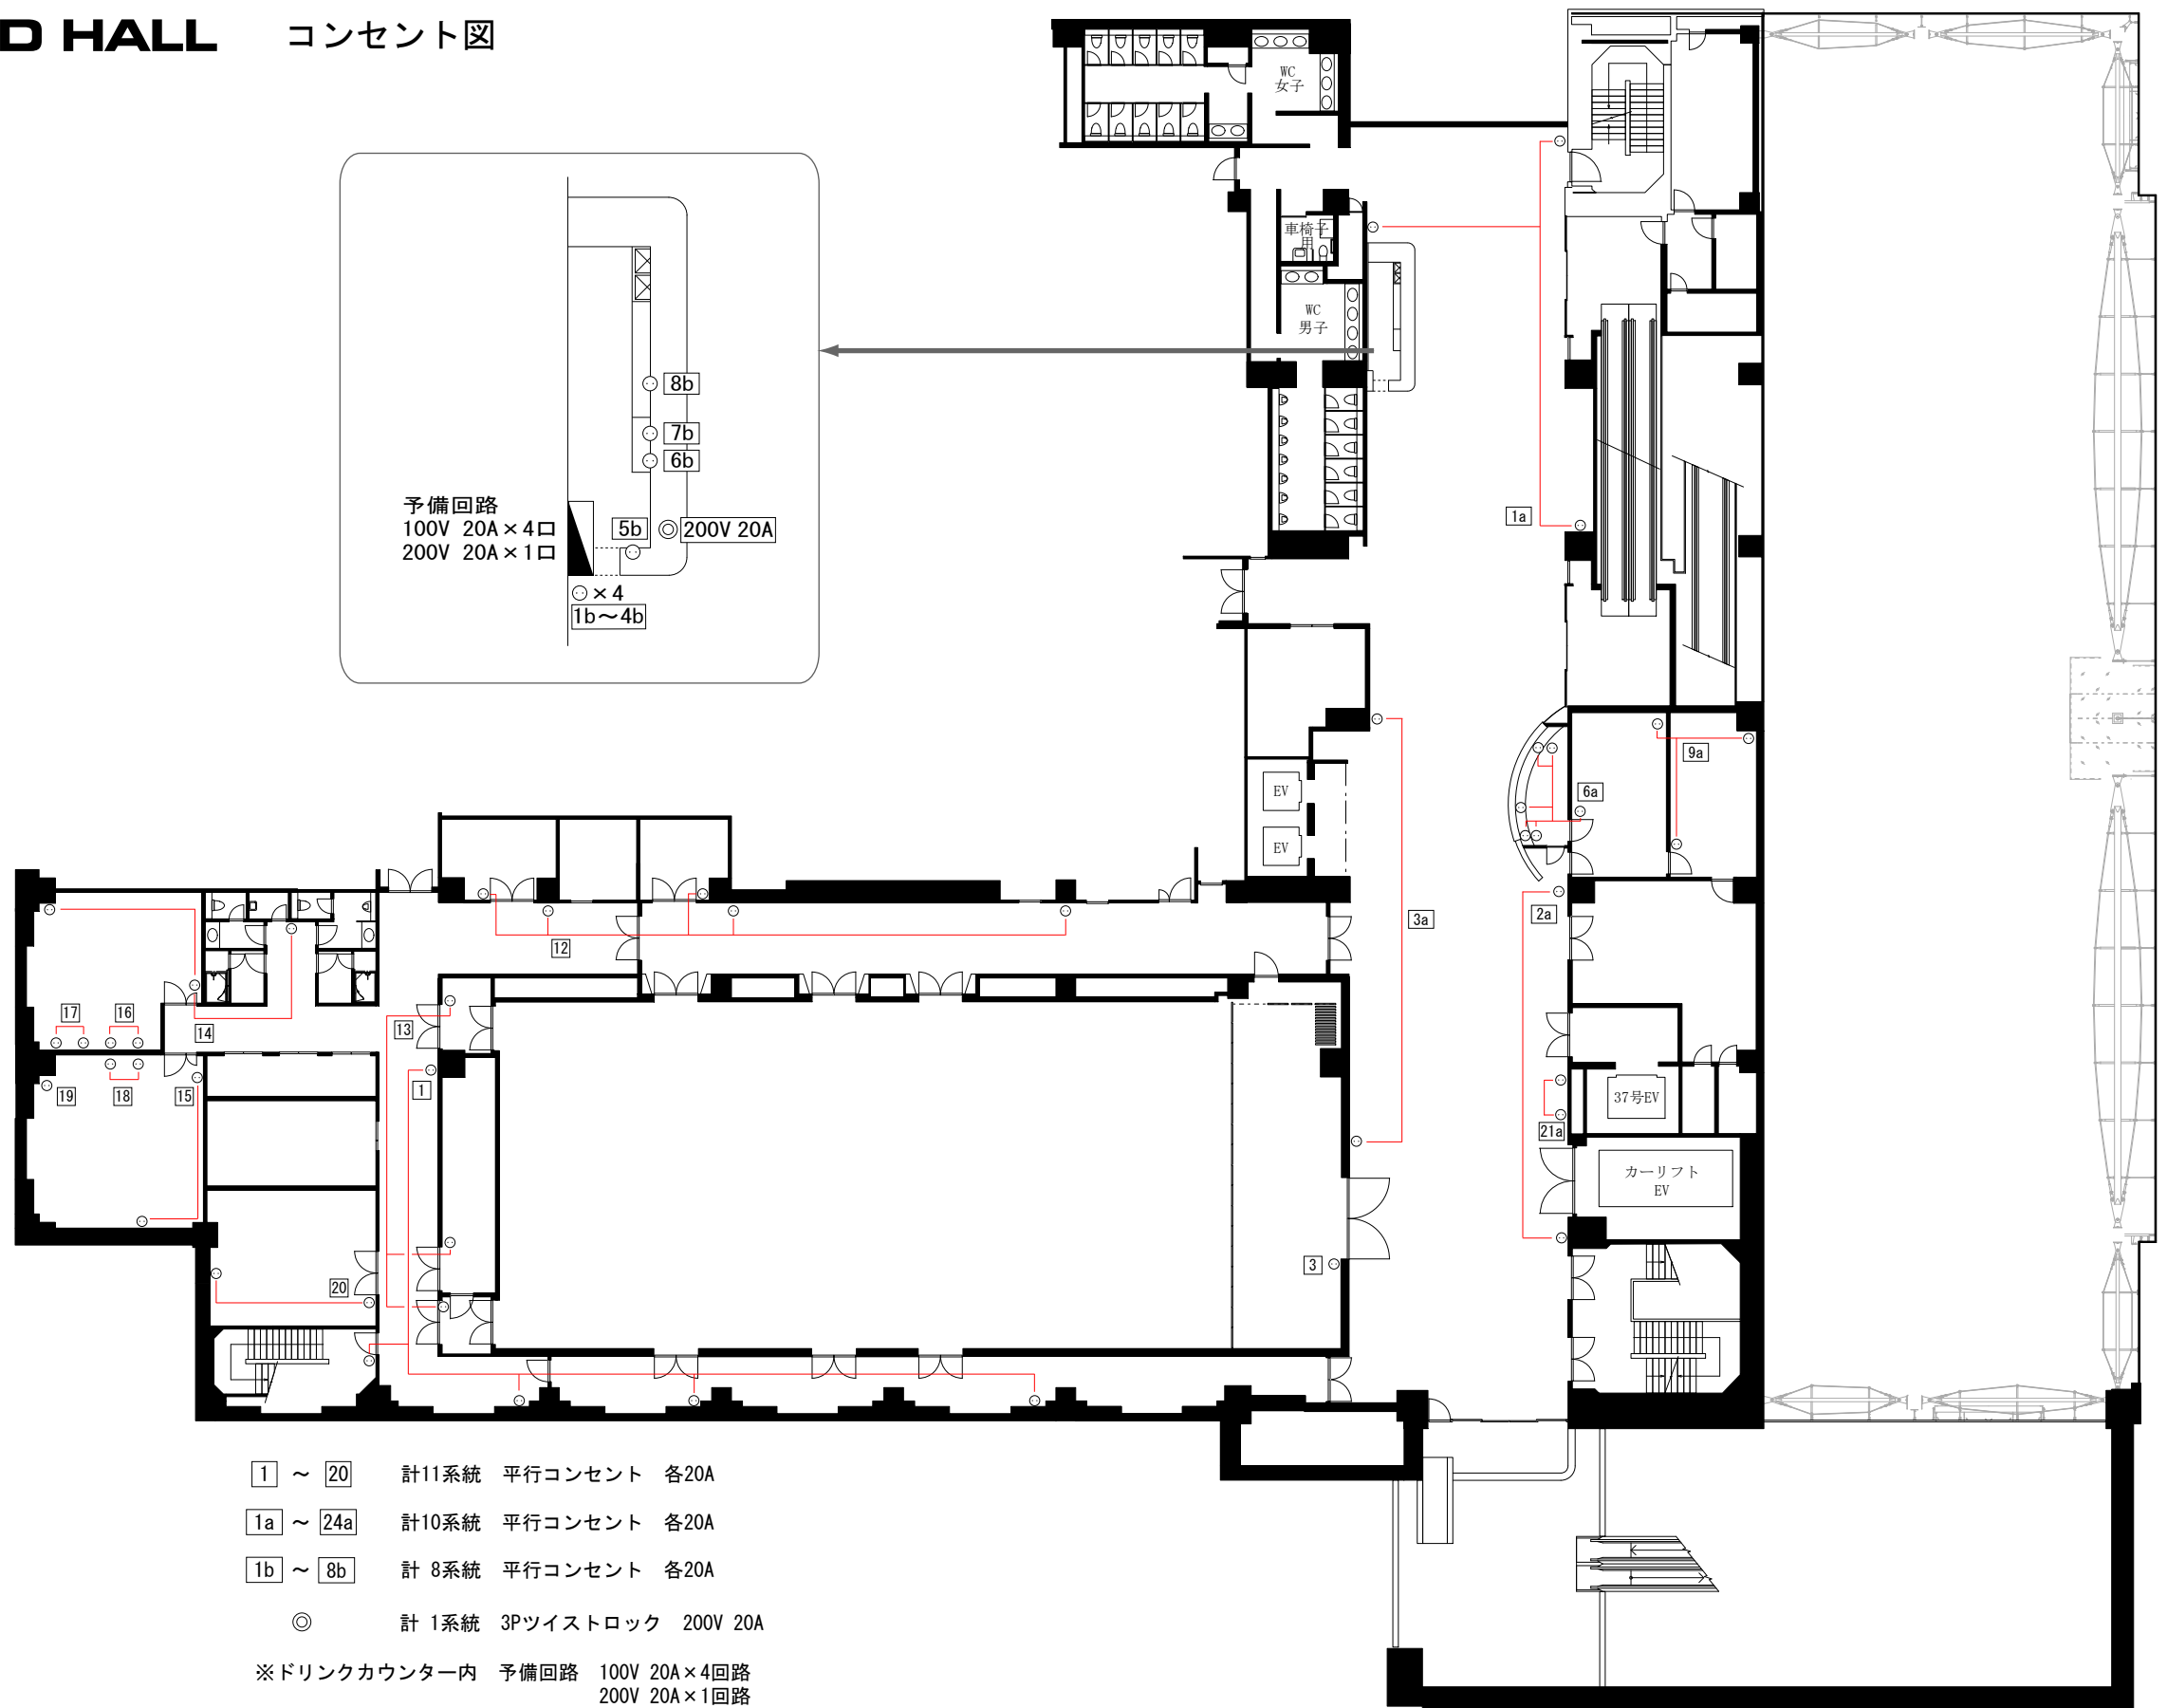 D HALL コンセント図
WC
女子
車椅子
用
WC
男子
8b
7b
6b
予備回路
100V 20A×4口
200V 20A×1口
5b
200V 20A
×4
1b～4b
1a
9a
6a
EV
EV
2a
3a
12
17
16
14
13
1
19
18
15
37号EV
21a
カーリフト
EV
3
20
1 ～ 20 計11系統 平行コンセント 各20A
1a ～ 24a 計10系統 平行コンセント 各20A
1b ～ 8b 計 8系統 平行コンセント 各20A
◎ 計 1系統 3Pツイストロック 200V 20A
※ドリンクカウンター内 予備回路 100V 20A×4回路
200V 20A×1回路